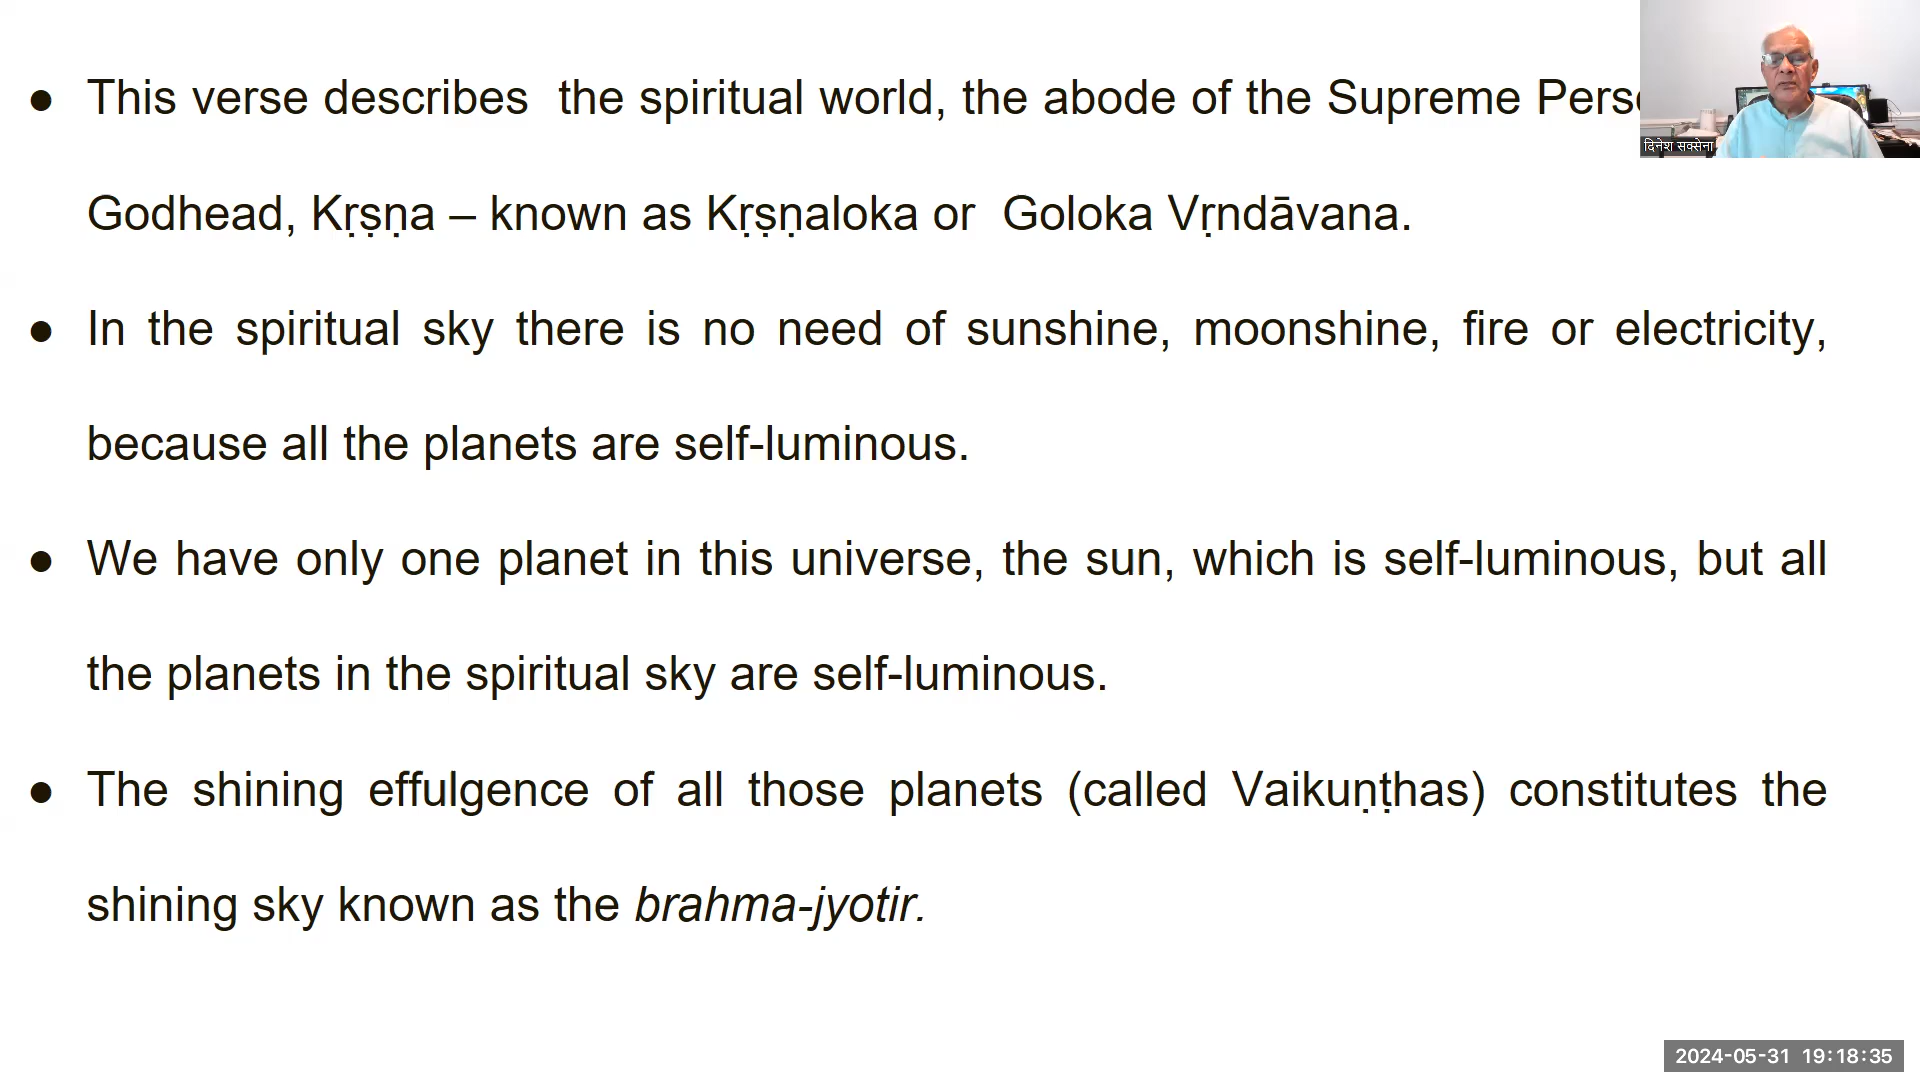 ● This verse describes  the spiritual world, the abode of the Supreme
Godhead, Kṛṣṇa – known as Kṛṣṇaloka or  Goloka Vṛndāvana.
● In the spiritual sky there is no need of sunshine, moonshine, fire or electricity,
because all the planets are self-luminous.
● We have only one planet in this universe, the sun, which is self-luminous, but all
the planets in the spiritual sky are self-luminous.
● The shining effulgence of all those planets (called Vaikuṇṭhas) constitutes the
shining sky known as the brahma-jyotir.
दिनेश सक्सेना
2024-05-31 19:18:35